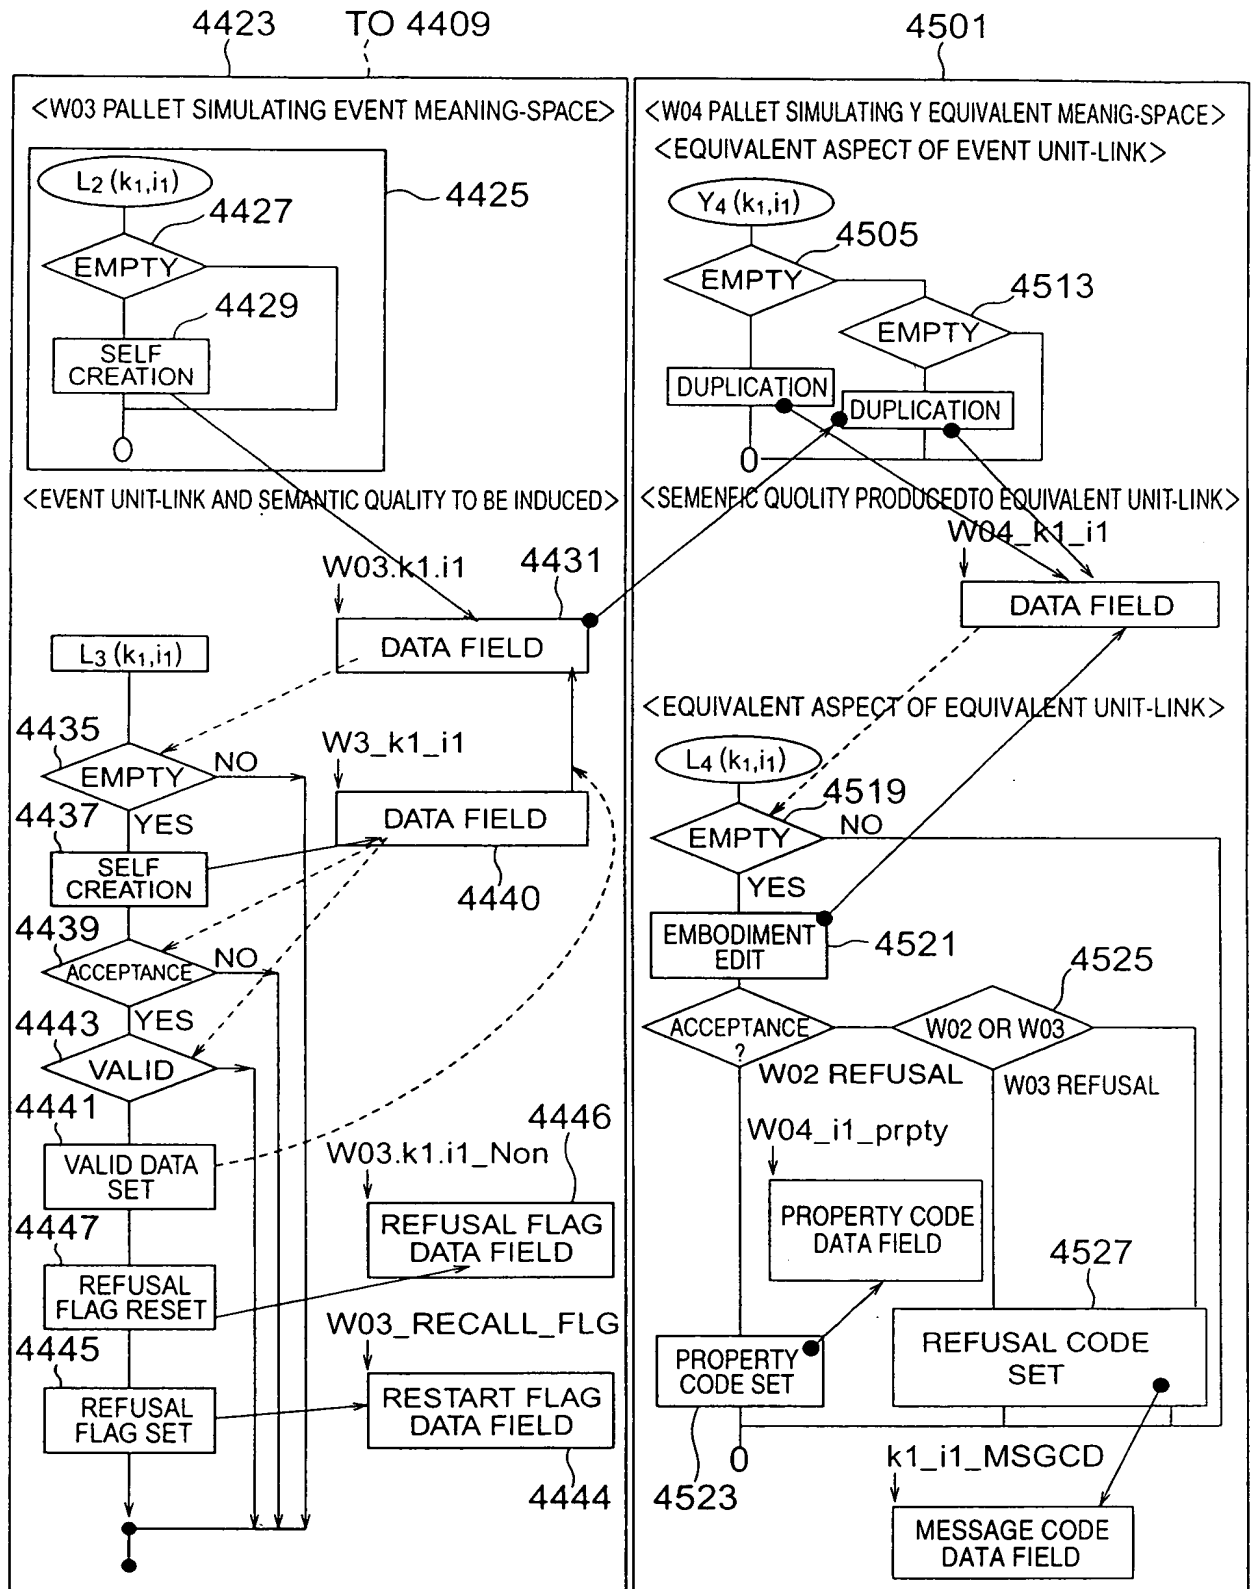 4423
TO 4409
4501
<W03 PALLET SIMULATING EVENT MEANING-SPACE>
L2 (k1,i1)
4425
4427
EMPTY
4429
SELF
CREATION
0
<EVENT UNIT-LINK AND SEMANTIC QUALITY TO BE INDUCED>
W03.k1.i1
4431
DATA FIELD
L3 (k1,i1)
4435
EMPTY
NO
YES
W3_k1_i1
DATA FIELD
4440
4437
SELF
CREATION
4439
ACCEPTANCE
NO
YES
4443
VALID
4441
VALID DATA
SET
4446
W03.k1.i1_Non
REFUSAL FLAG
DATA FIELD
4447
REFUSAL
FLAG RESET
W03_RECALL_FLG
4445
REFUSAL
FLAG SET
RESTART FLAG
DATA FIELD
4444
<W04 PALLET SIMULATING Y EQUIVALENT MEANIG-SPACE>
<EQUIVALENT ASPECT OF EVENT UNIT-LINK>
Y4 (k1,i1)
4505
EMPTY
4513
EMPTY
DUPLICATION
DUPLICATION
0
<SEMENFIC QUOLITY PRODUCEDTO EQUIVALENT UNIT-LINK>
W04_k1_i1
DATA FIELD
<EQUIVALENT ASPECT OF EQUIVALENT UNIT-LINK>
L4 (k1,i1)
4519
EMPTY
NO
YES
EMBODIMENT
EDIT
4521
4525
ACCEPTANCE
?
W02 OR W03
W02 REFUSAL
W03 REFUSAL
W04_i1_prpty
PROPERTY CODE
DATA FIELD
4527
REFUSAL CODE
SET
PROPERTY
CODE SET
0
4523
k1_i1_MSGCD
MESSAGE CODE
DATA FIELD